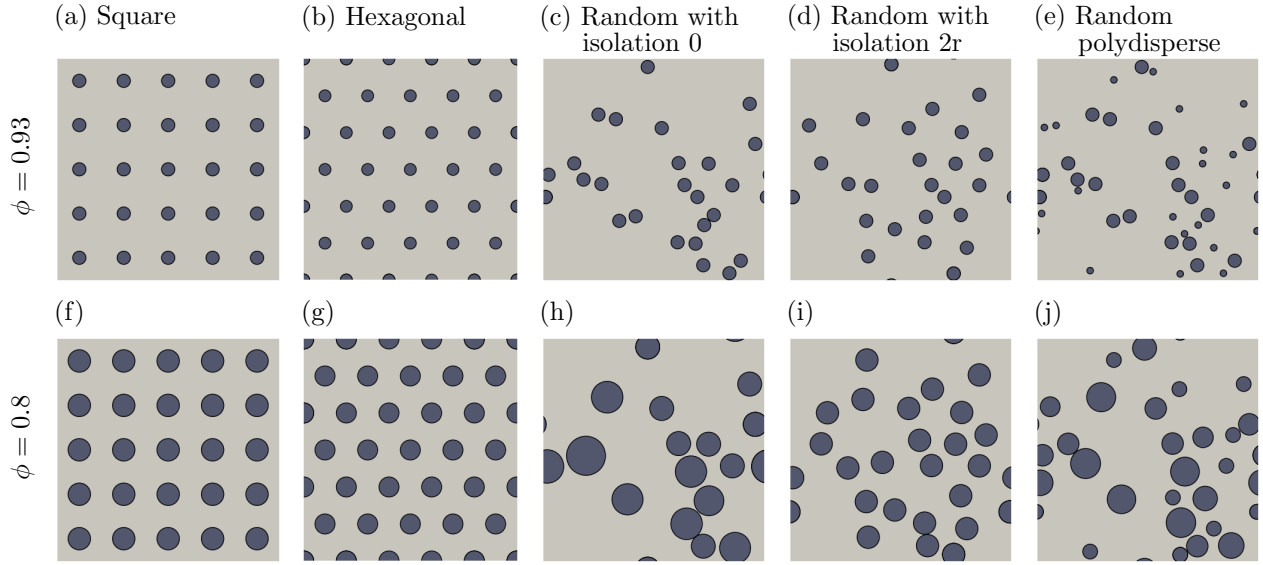 (a) Square
(b) Hexagonal
(c) Random with
isolation 0
(d) Random with
isolation 2r
(e) Random
polydisperse
ϕ = 0.93
(f)
(g)
(h)
(i)
(j)
ϕ = 0.8